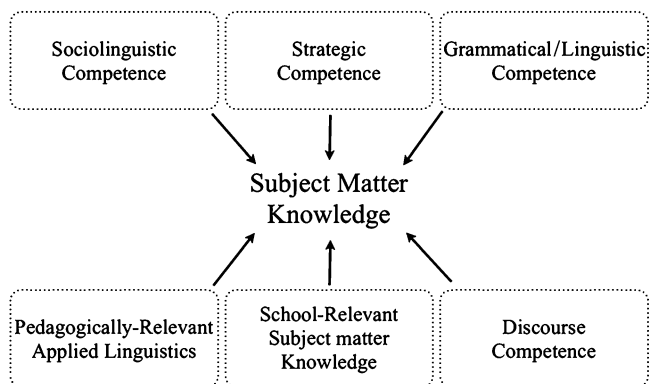 Sociolinguistic
Competence
Strategic
Competence
Grammatical/Linguistic
Competence
Subject Matter
Knowledge
Pedagogically-Relevant
Applied Linguistics
School-Relevant
Subject matter
Knowledge
Discourse
Competence